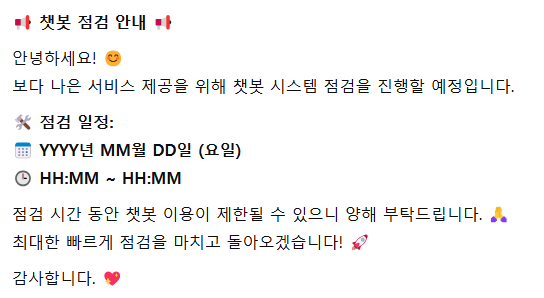 📢 챗봇 점검 안내 📢
안녕하세요! 😊
보다 나은 서비스 제공을 위해 챗봇 시스템 점검을 진행할 예정입니다.
🛠 점검 일정:
📅 YYYY년 MM월 DD일 (요일)
🕒 HH:MM ~ HH:MM
점검 시간 동안 챗봇 이용이 제한될 수 있으니 양해 부탁드립니다. 🙏
최대한 빠르게 점검을 마치고 돌아오겠습니다! 🚀
감사합니다. 💖